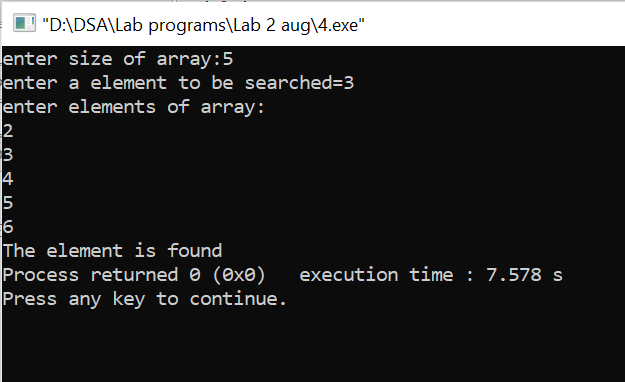 "D:\DSA\Lab programs\Lab 2 aug\4.exe"
enter size of array:5
enter a element to be searched=3
enter elements of array:
2
3
4
5
6
The element is found
Process returned 0 (0x0)   execution time : 7.578 s
Press any key to continue.